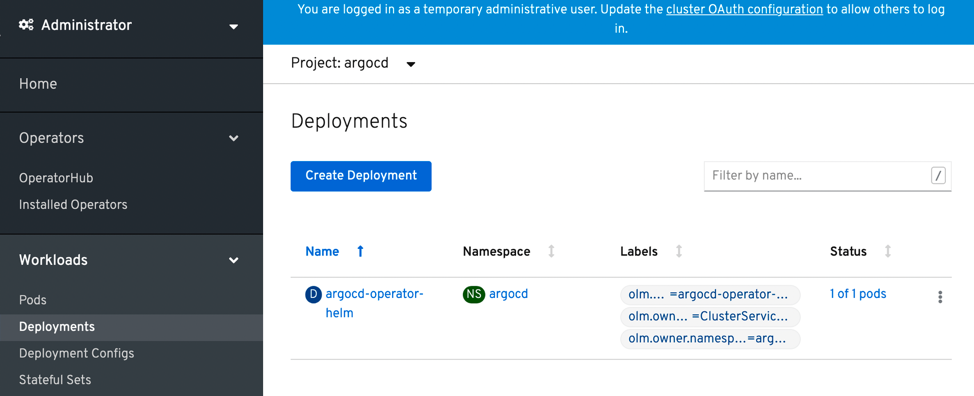 Administrator
Home
Operators
OperatorHub
Installed Operators
Workloads
Pods
Deployments
Deployment Configs
Stateful Sets
You are logged in as a temporary administrative user. Update the cluster OAuth configuration to allow others to log
in.
Project: argocd
Deployments
Create Deployment
Filter by name...
/
Name Namespace Labels Status
D argocd-operator-
helm
NS argocd
olm.... =argocd-operator-...
olm.own... =ClusterServic...
olm.owner.namesp...=arg...
1 of 1 pods